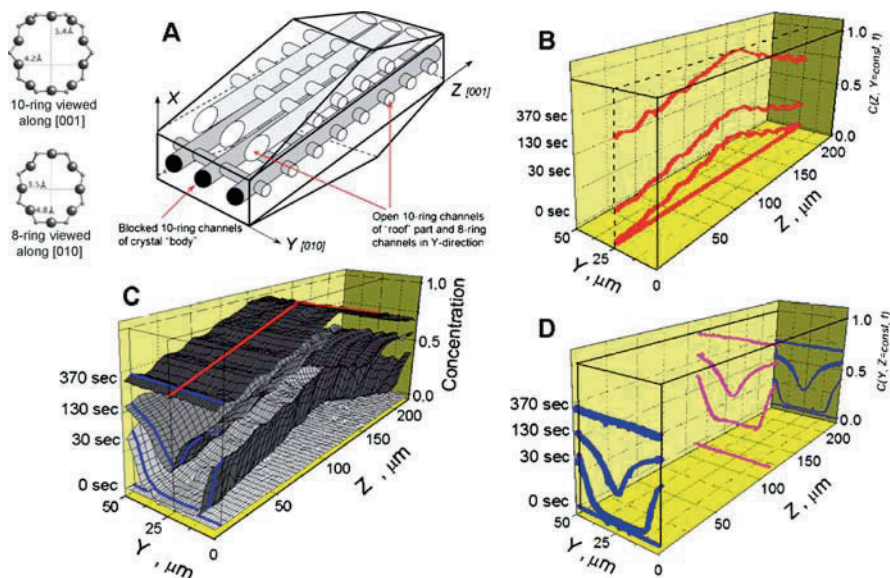 5.4Å
4.2Å
10-ring viewed
along [001]
3.5Å
4.8Å
8-ring viewed
along [010]
A
X
Z [001]
Y [010]
Blocked 10-ring channels
of crystal "body"
Open 10-ring channels
of "roof" part and 8-ring
channels in Y-direction
B
C(Z, Y=const, t)
1.0
0.5
0.0
370 sec
130 sec
30 sec
0 sec
50
25
0
Y, μm
50
100
150
200
Z, μm
C
Concentration
1.0
0.5
0.0
370 sec
130 sec
30 sec
0 sec
50
25
0
Y, μm
50
100
150
200
Z, μm
D
C(Y, Z=const, t)
1.0
0.5
0.0
370 sec
130 sec
30 sec
0 sec
50
25
0
Y, μm
50
100
150
200
Z, μm